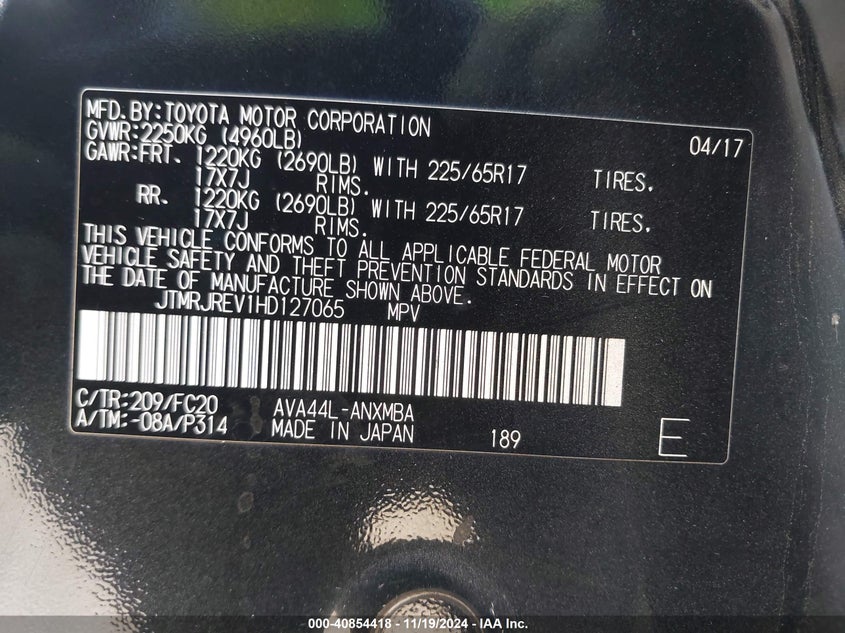 MFD.BY:TOYOTA MOTOR CORPORATION 04/17
GVWR:2250KG (4960LB)
GAWR:FRT. 1220KG (2690LB) WITH 225/65R17 TIRES.
17X7J RIMS.
RR. 1220KG (2690LB) WITH 225/65R17 TIRES.
17X7J RIMS.
THIS VEHICLE CONFORMS TO ALL APPLICABLE FEDERAL MOTOR
VEHICLE SAFETY AND THEFT PREVENTION STANDARDS IN EFFECT ON
THE DATE OF MANUFACTURE SHOWN ABOVE.
JTMRJREV1HD127065 MPV
C/TR:209/FC20 AVA44L-ANXMBA
A/TM:-08A/P314 MADE IN JAPAN 189 E
000-40854418 - 11/19/2024 - IAA Inc.